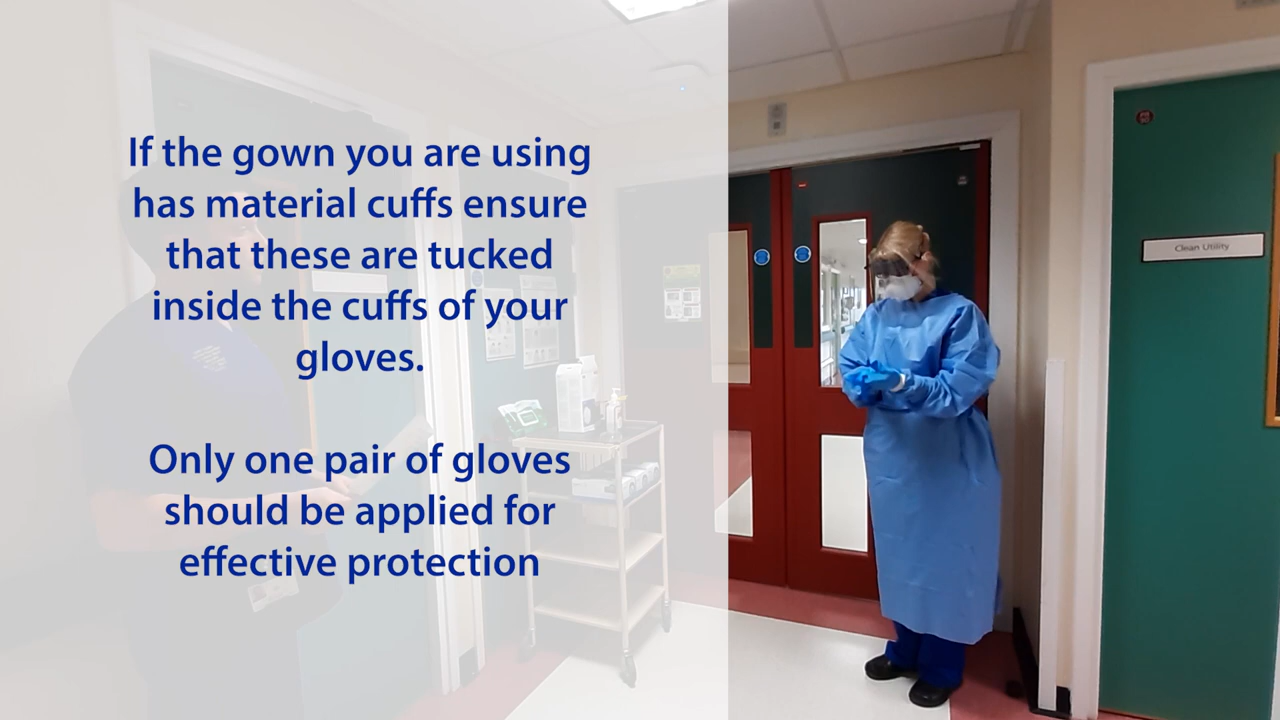 If the gown you are using
has material cuffs ensure
that these are tucked
inside the cuffs of your
gloves.
Only one pair of gloves
should be applied for
effective protection
Clean Utility